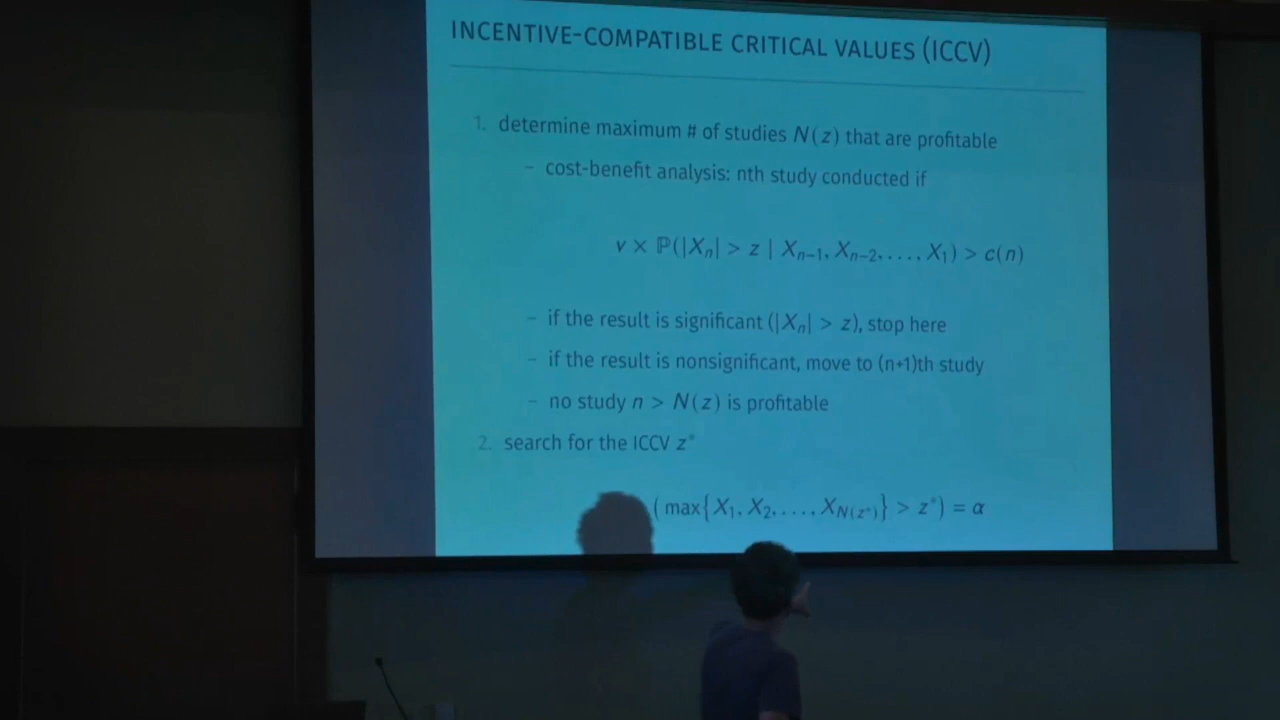 INCENTIVE-COMPATIBLE CRITICAL VALUES (ICCV)
1. determine maximum # of studies N(z) that are profitable
– cost-benefit analysis: nth study conducted if
v × ℙ(|Xₙ| > z | Xₙ₋₁, Xₙ₋₂, . . . , X₁) > c(n)
– if the result is significant (|Xₙ| > z), stop here
– if the result is nonsignificant, move to (n+1)th study
– no study n > N(z) is profitable
2. search for the ICCV z*
(max{X₁, X₂, . . . , X_N(z*)} > z*) = α